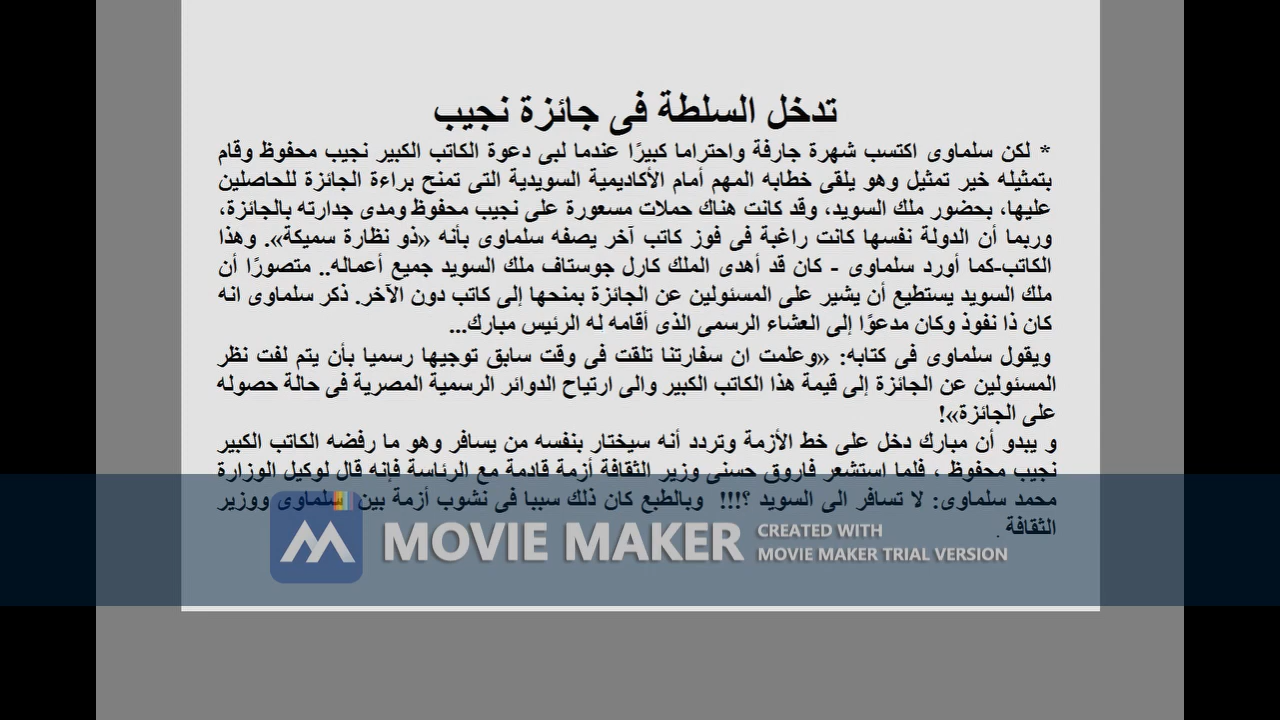 تدخل السلطة فى جائزة نجيب
* لكن سلماوى اكتسب شهرة جارفة واحتراما كبيرًا عندما لبى دعوة الكاتب الكبير نجيب محفوظ وقام
بتمثيله خير تمثيل وهو يلقى خطابه المهم أمام الأكاديمية السويدية التى تمنح براءة الجائزة للحاصلين
عليها، بحضور ملك السويد، وقد كانت هناك حملات مسعورة على نجيب محفوظ ومدى جدارته بالجائزة،
وربما أن الدولة نفسها كانت راغبة فى فوز كاتب آخر يصفه سلماوى بأنه «ذو نظارة سميكة». وهذا
الكاتب-كما أورد سلماوى - كان قد أهدى الملك كارل جوستاف ملك السويد جميع أعماله.. متصورًا أن
ملك السويد يستطيع أن يشير على المسئولين عن الجائزة بمنحها إلى كاتب دون الآخر. ذكر سلماوى انه
كان ذا نفوذ وكان مدعوًا إلى العشاء الرسمى الذى أقامه له الرئيس مبارك...
ويقول سلماوى فى كتابه: «وعلمت ان سفارتنا تلقت فى وقت سابق توجيها رسميا بأن يتم لفت نظر
المسئولين عن الجائزة إلى قيمة هذا الكاتب الكبير والى ارتياح الدوائر الرسمية المصرية فى حالة حصوله
على الجائزة»!
و يبدو أن مبارك دخل على خط الأزمة وتردد أنه سيختار بنفسه من يسافر وهو ما رفضه الكاتب الكبير
نجيب محفوظ ، فلما استشعر فاروق حسنى وزير الثقافة أزمة قادمة مع الرئاسة فإنه قال لوكيل الوزارة
محمد سلماوى: لا تسافر الى السويد ؟!!! وبالطبع كان ذلك سببا فى نشوب أزمة بين سلماوى ووزير
الثقافة .
MOVIE MAKER
CREATED WITH
MOVIE MAKER TRIAL VERSION